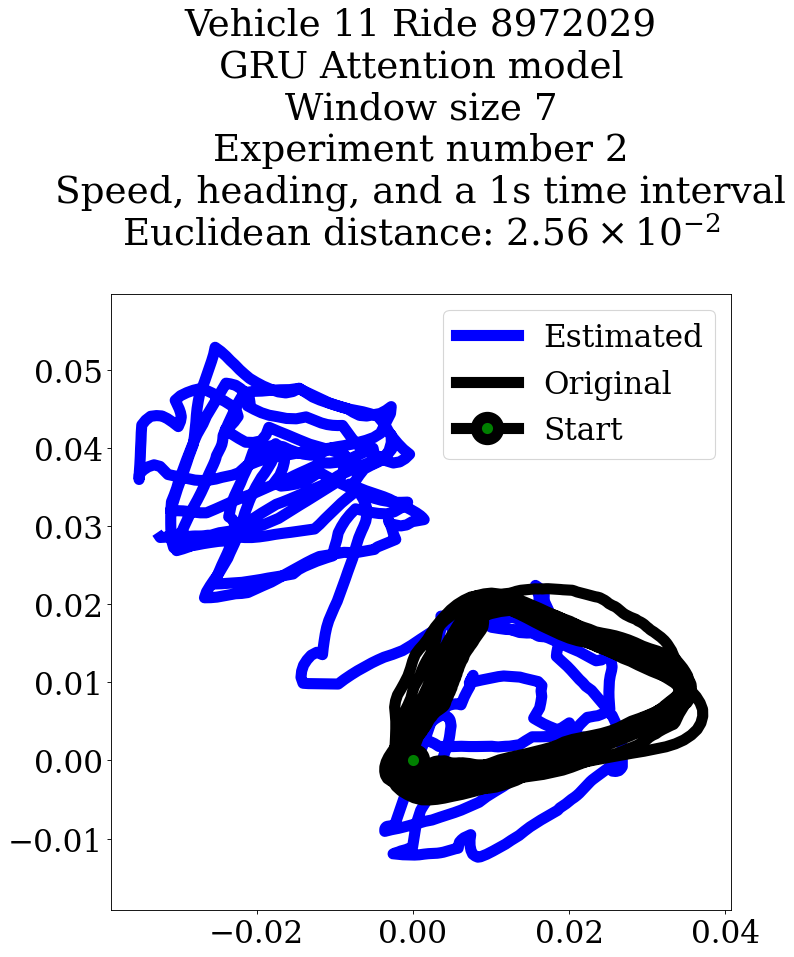 Vehicle 11 Ride 8972029
GRU Attention model
Window size 7
Experiment number 2
Speed, heading, and a 1s time interval
Euclidean distance: 2.56 × 10⁻²
Estimated
Original
Start
0.05
0.04
0.03
0.02
0.01
0.00
−0.01
−0.02 0.00 0.02 0.04